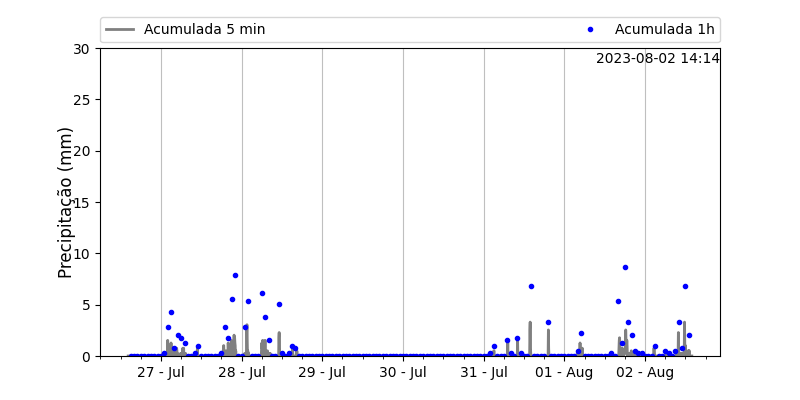 Acumulada 5 min Acumulada 1h
2023-08-02 14:14
Precipitação (mm)
30
25
20
15
10
5
0
27 - Jul 28 - Jul 29 - Jul 30 - Jul 31 - Jul 01 - Aug 02 - Aug